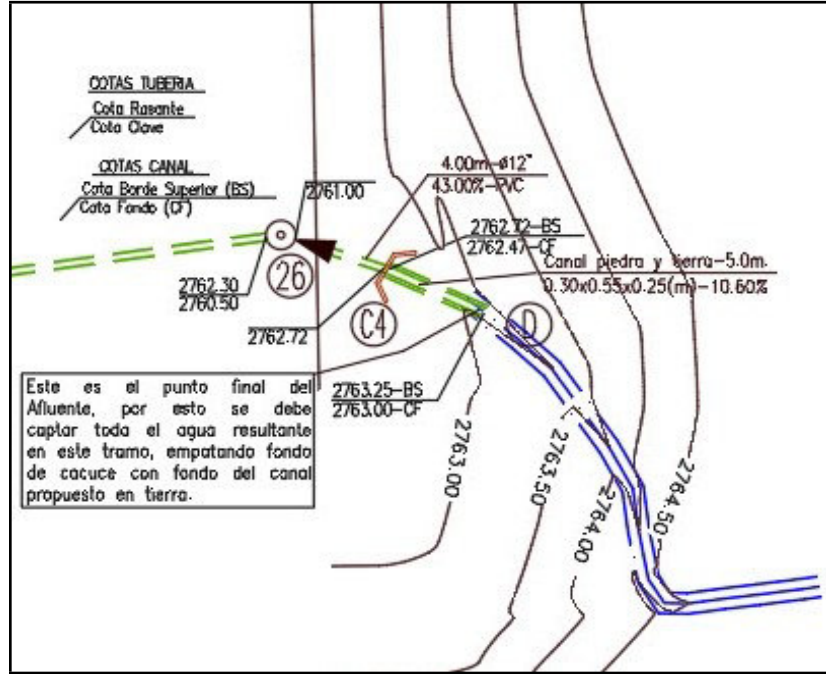 COTAS TUBERIA
Cota Rasante
Cota Clave
COTAS CANAL
Cota Borde Superior (BS)
Cota Fondo (CF)
2761.00
4.00m-ø12"
43.00%-PVC
2762.72-BS
2762.47-CF
Canal piedra y tierra-5.0m.
0.30x0.55x0.25(m)-10.60%
2762.30
2760.50
26
C4
D
2762.72
2763.25-BS
2763.00-CF
Este es el punto final del
Afluente, por esto se debe
captar toda el agua resultante
en este tramo, empatando fondo
de cacuce con fondo del canal
propuesto en tierra.
2763.00
2763.50
2764.00
2764.50